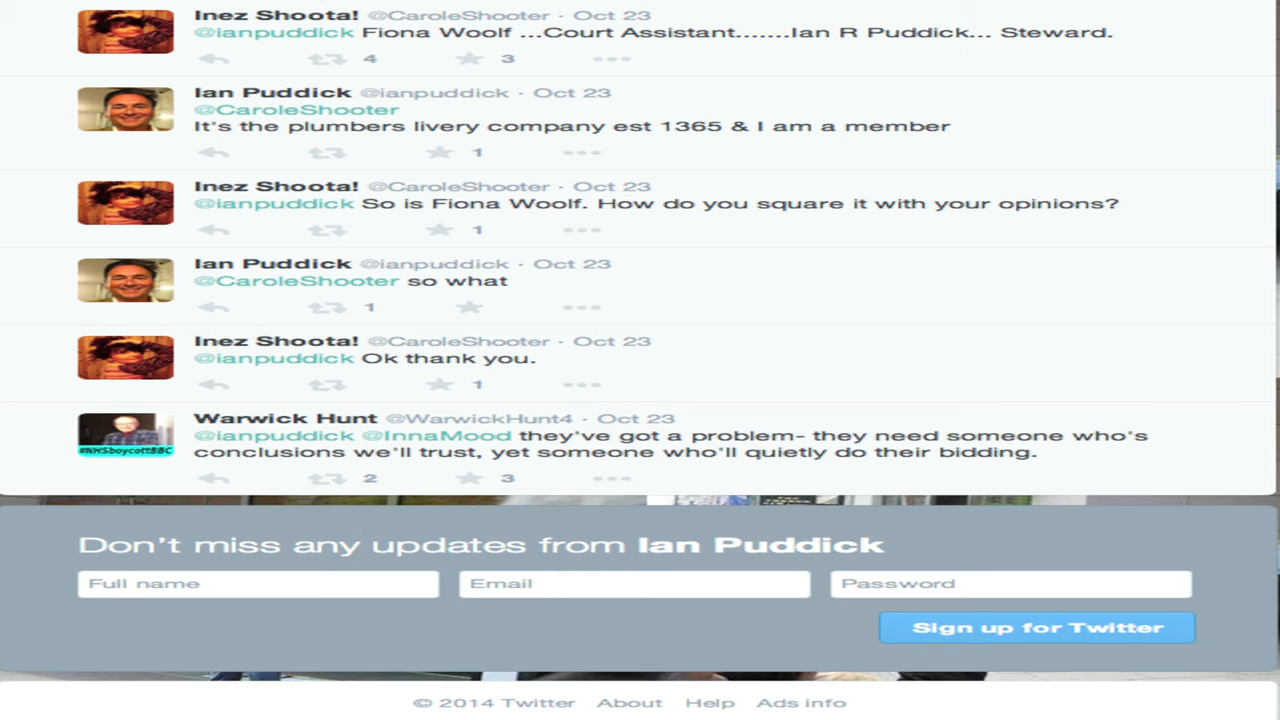 Inez Shoota! @CaroleShooter · Oct 23
@ianpuddick Fiona Woolf ...Court Assistant.......Ian R Puddick... Steward.
4 3
Ian Puddick @ianpuddick · Oct 23
@CaroleShooter
It's the plumbers livery company est 1365 & I am a member
1
Inez Shoota! @CaroleShooter · Oct 23
@ianpuddick So is Fiona Woolf. How do you square it with your opinions?
1
Ian Puddick @ianpuddick · Oct 23
@CaroleShooter so what
1
Inez Shoota! @CaroleShooter · Oct 23
@ianpuddick Ok thank you.
1
Warwick Hunt @WarwickHunt4 · Oct 23
#NHSboycottBBC
@ianpuddick @InnaMood they've got a problem- they need someone who's
conclusions we'll trust, yet someone who'll quietly do their bidding.
2 3
Don't miss any updates from Ian Puddick
Full name Email Password
Sign up for Twitter
© 2014 Twitter About Help Ads info